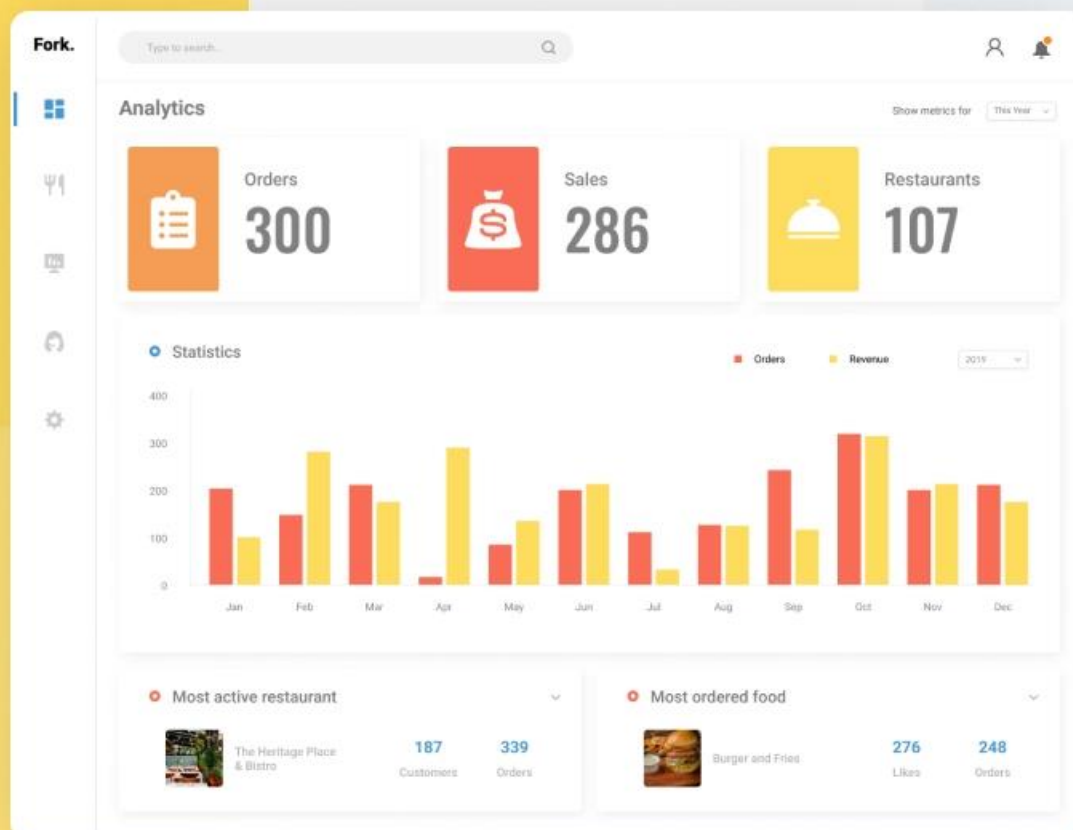 Fork.
Type to search...
Analytics
Show metrics for
This Year
Orders
300
Sales
286
Restaurants
107
Statistics
Orders
Revenue
2019
400
300
200
100
0
Jan Feb Mar Apr May Jun Jul Aug Sep Oct Nov Dec
Most active restaurant
The Heritage Place
& Bistro
187
Customers
339
Orders
Most ordered food
Burger and Fries
276
Likes
248
Orders